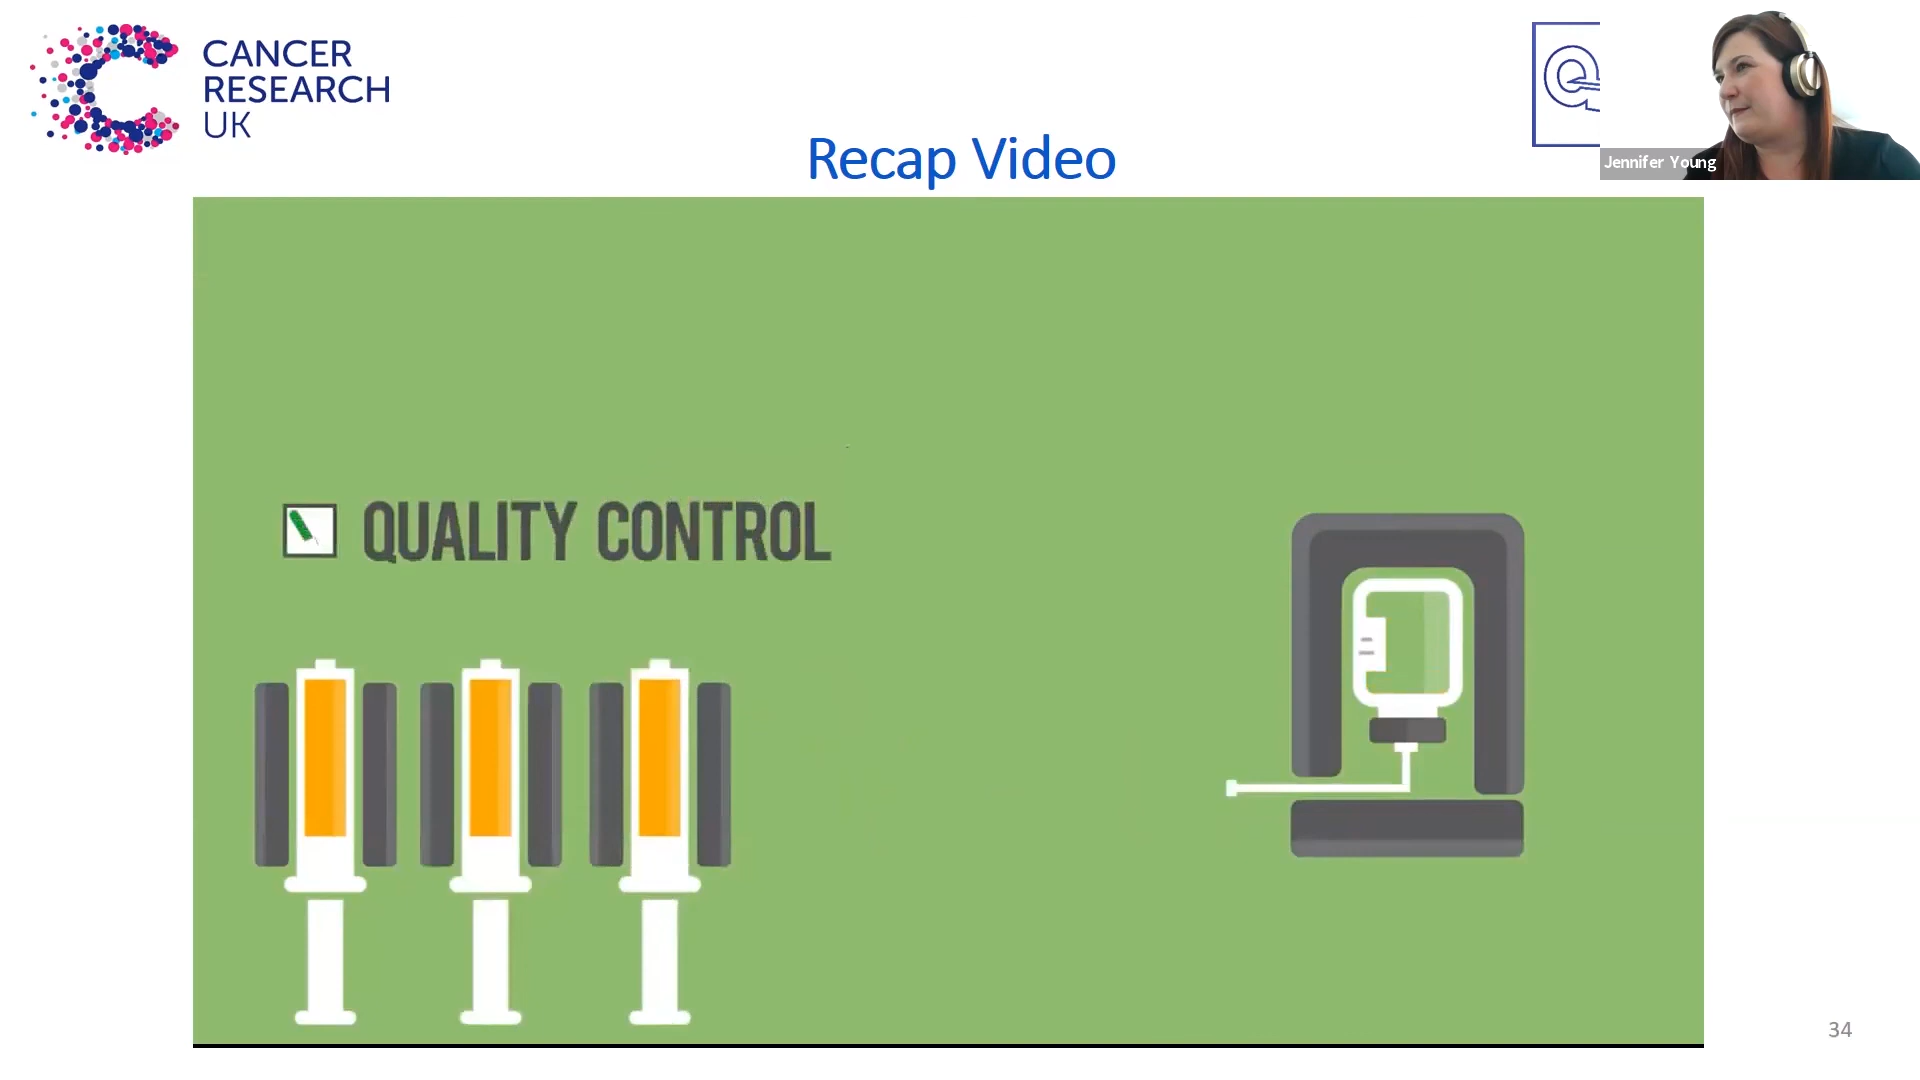 CANCER
RESEARCH
UK
Recap Video
Jennifer Young
QUALITY CONTROL
34